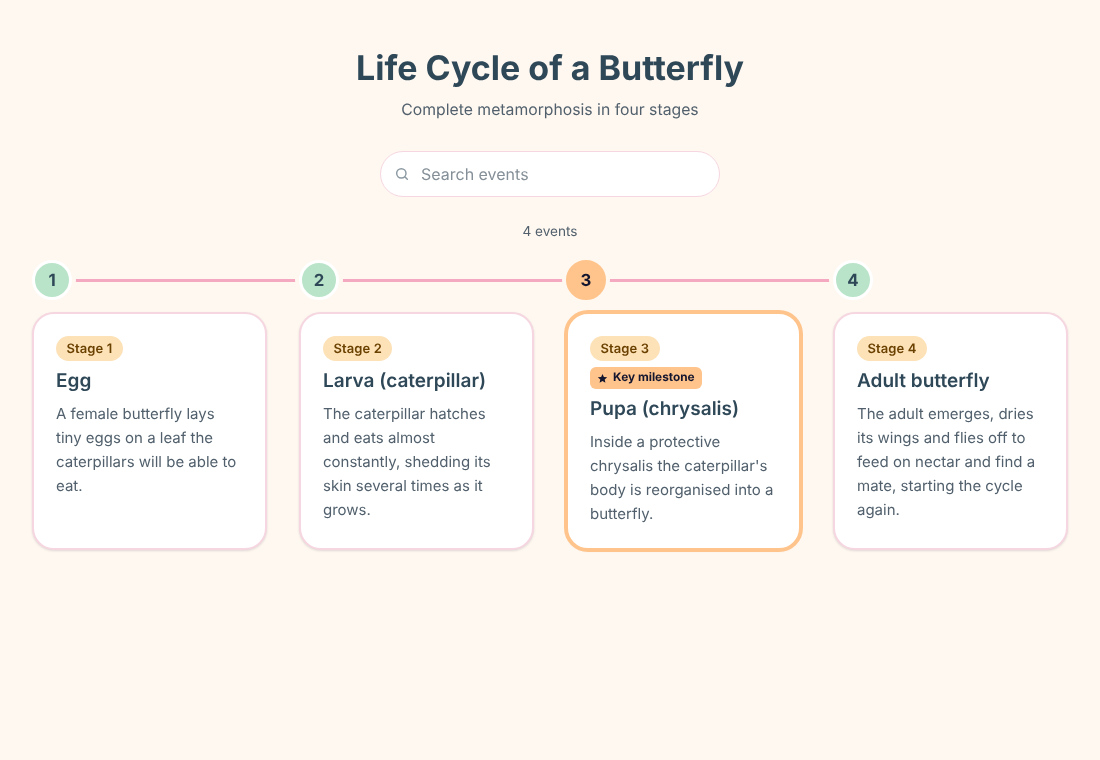 Life Cycle of a Butterfly
Complete metamorphosis in four stages
Search events
4 events
1
2
3
4
Stage 1
Egg
A female butterfly lays
tiny eggs on a leaf the
caterpillars will be able to
eat.
Stage 2
Larva (caterpillar)
The caterpillar hatches
and eats almost
constantly, shedding its
skin several times as it
grows.
Stage 3
Key milestone
Pupa (chrysalis)
Inside a protective
chrysalis the caterpillar's
body is reorganised into a
butterfly.
Stage 4
Adult butterfly
The adult emerges, dries
its wings and flies off to
feed on nectar and find a
mate, starting the cycle
again.